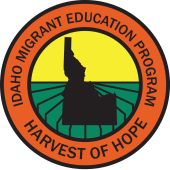 IDAHO MIGRANT EDUCATION PROGRAM
HARVEST OF HOPE